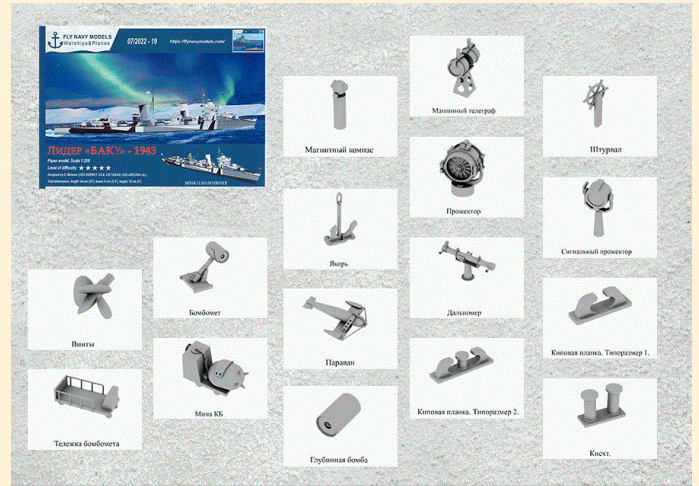 FLY NAVY MODELS
Warships&Planes
07/2022 - 19
https://flynavymodels.com/
Лидер «БАКУ» - 1943
Paper model. Scale 1:200
Level of difficulty ★★★★★
MINSK CLASS DESTROYER
Машинный телеграф
Магнитный компас
Штурвал
Прожектор
Сигнальный прожектор
Якорь
Бомбомет
Дальномер
Винты
Параван
Киповая планка. Типоразмер 1.
Мина КБ
Киповая планка. Типоразмер 2.
Тележка бомбомета
Глубинная бомба
Кнехт.